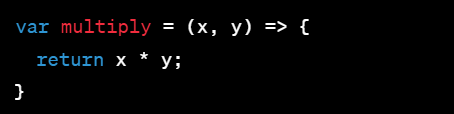 var multiply = (x, y) => {
  return x * y;
}